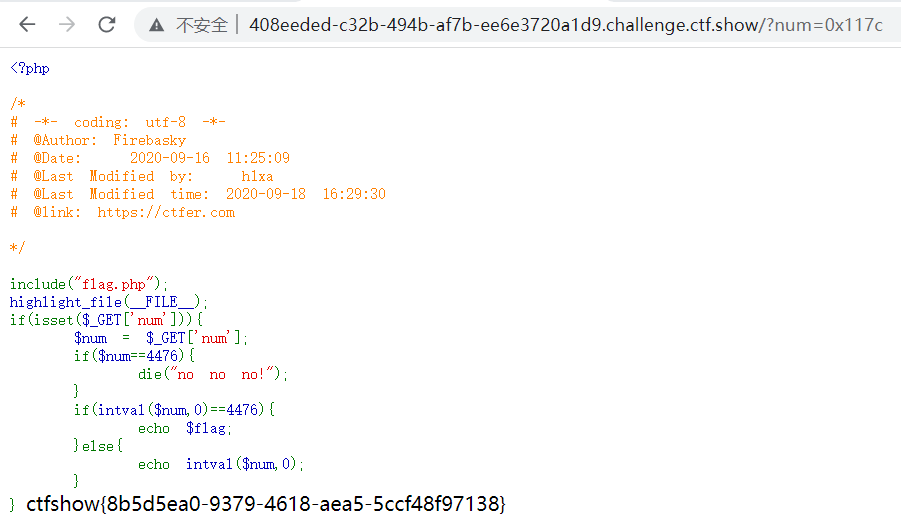 不安全 | 408eeded-c32b-494b-af7b-ee6e3720a1d9.challenge.ctf.show/?num=0x117c
<?php
/*
# -*- coding: utf-8 -*-
# @Author: Firebasky
# @Date:   2020-09-16 11:25:09
# @Last Modified by:   h1xa
# @Last Modified time: 2020-09-18 16:29:30
# @link: https://ctfer.com
*/
include("flag.php");
highlight_file(__FILE__);
if(isset($_GET['num'])){
    $num = $_GET['num'];
    if($num==4476){
        die("no no no!");
    }
    if(intval($num,0)==4476){
        echo $flag;
    }else{
        echo intval($num,0);
    }
} ctfshow{8b5d5ea0-9379-4618-aea5-5ccf48f97138}